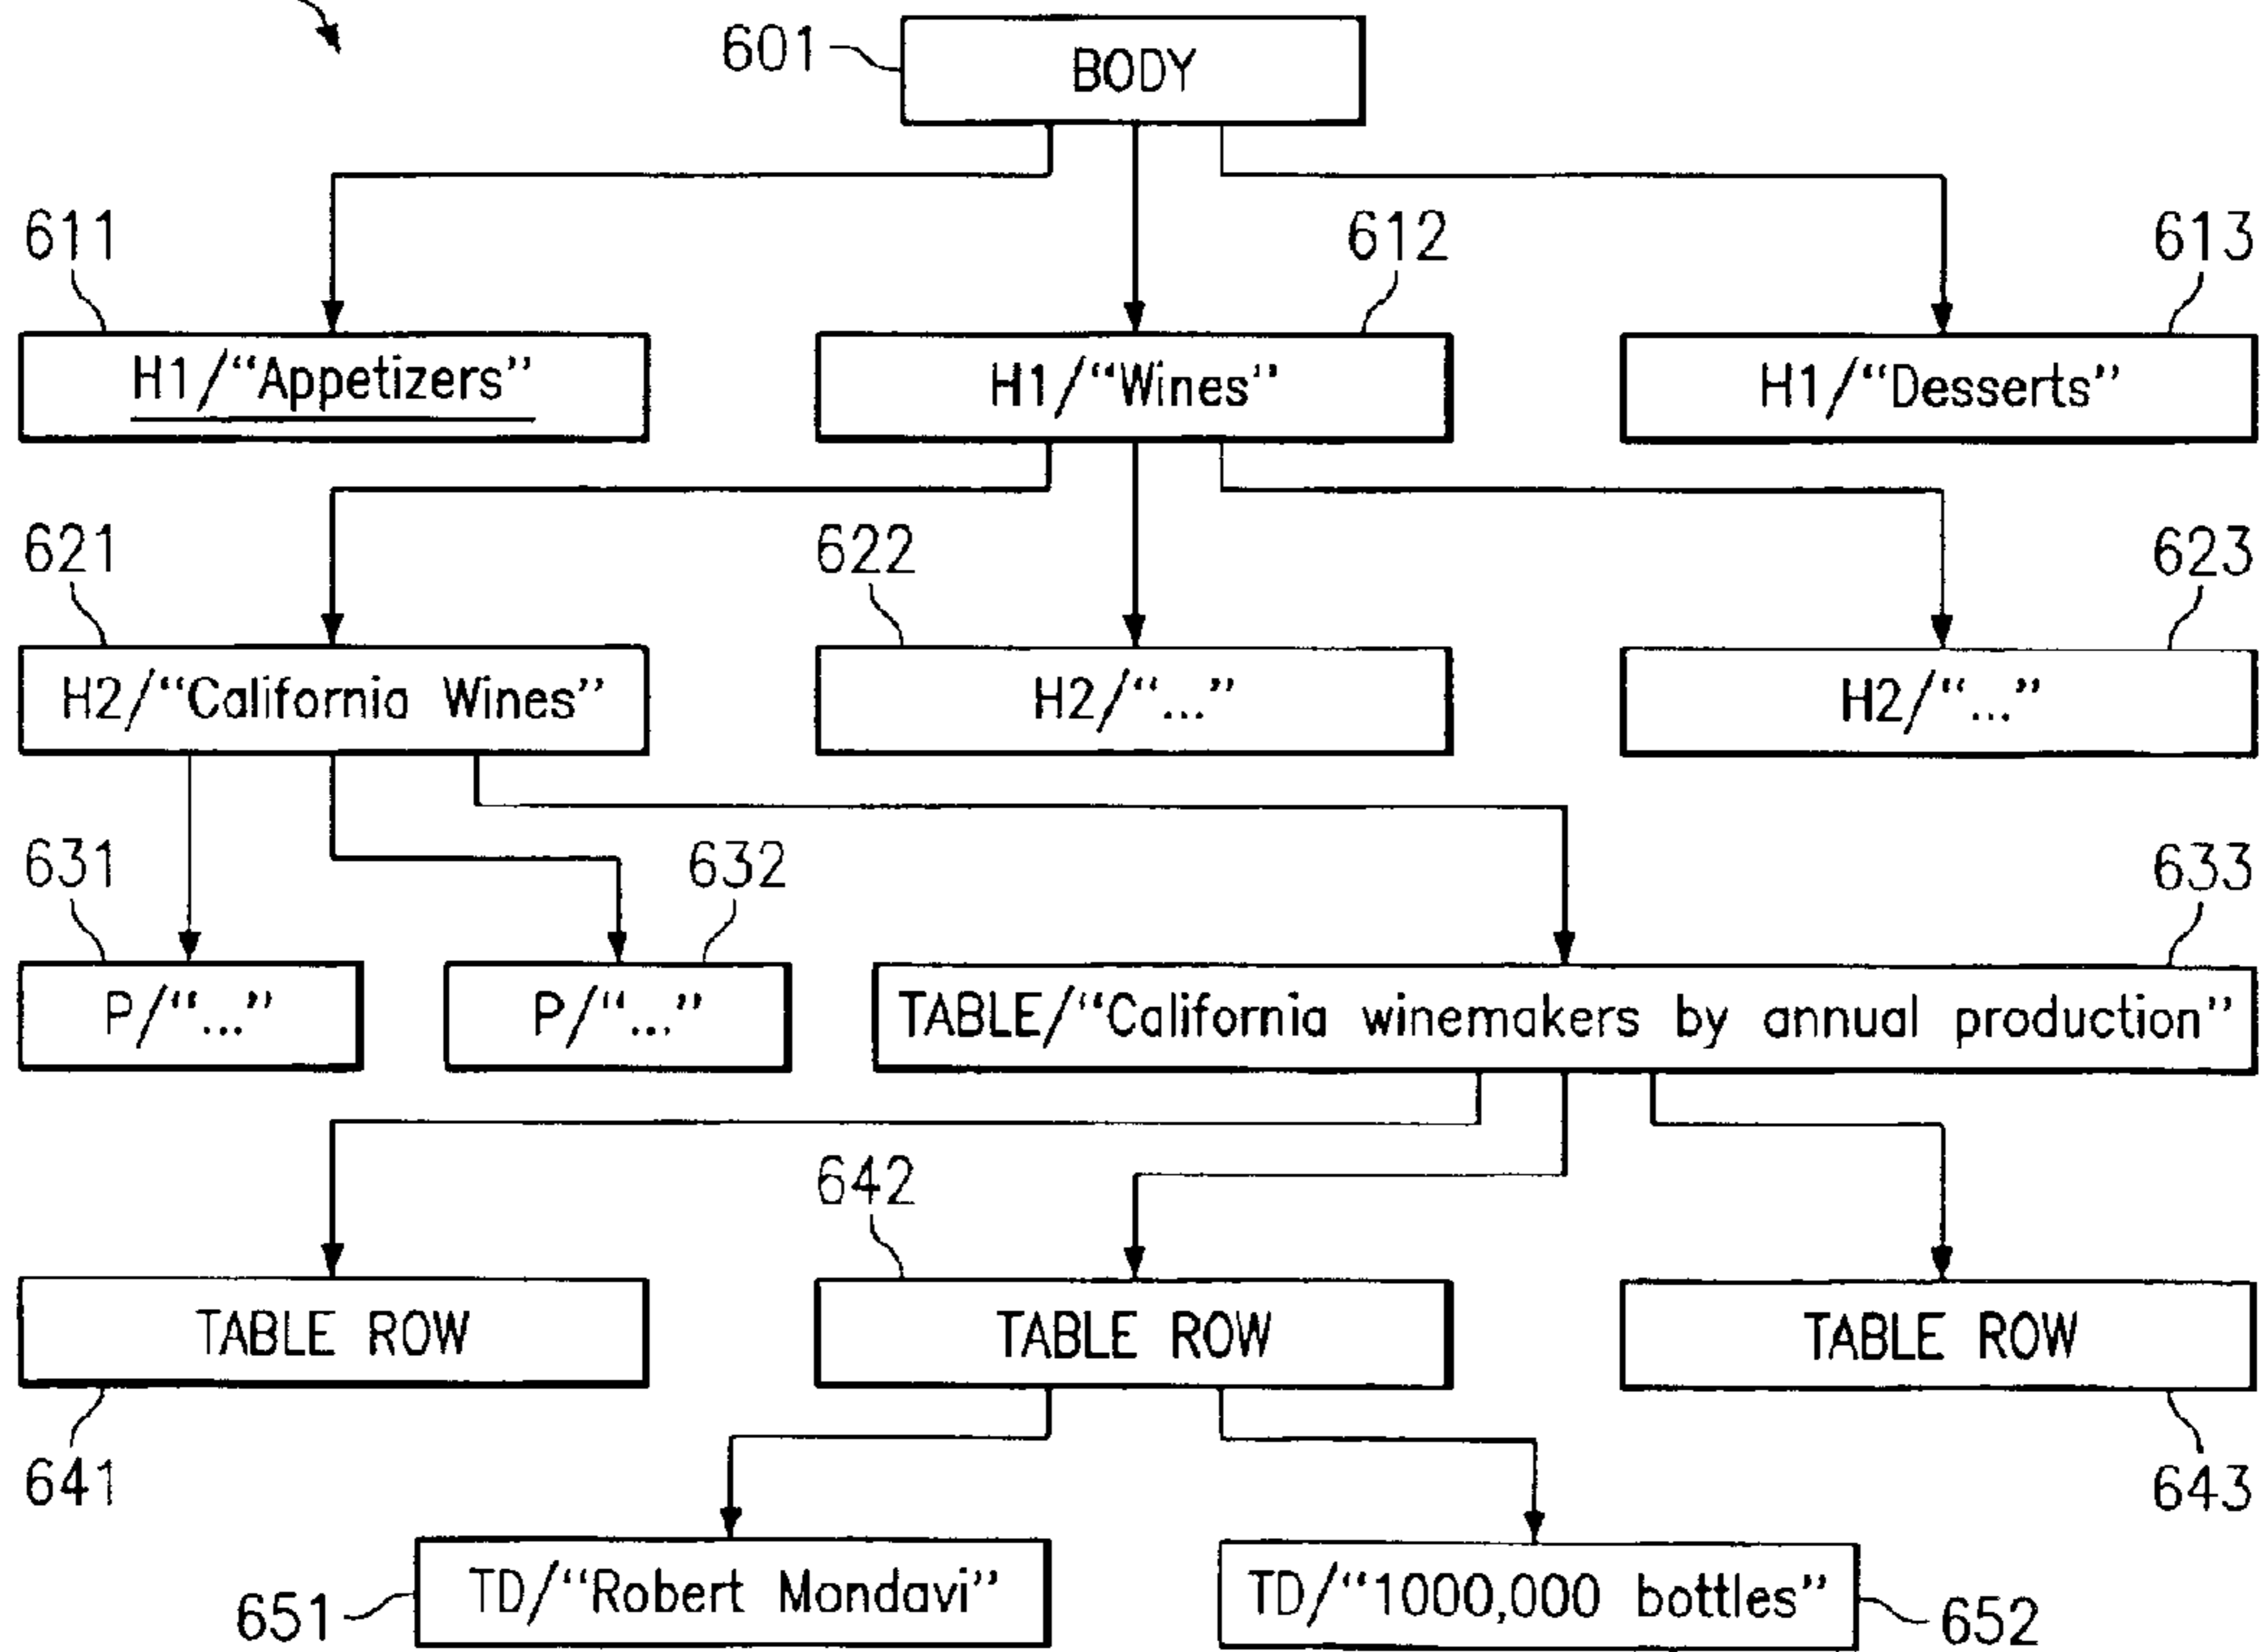 601
BODY
611
612
613
H1/“Appetizers”
H1/“Wines”
H1/“Desserts”
621
622
623
H2/“California Wines”
H2/“...”
H2/“...”
631
632
633
P/“...”
P/“...”
TABLE/“California winemakers by annual production”
642
TABLE ROW
TABLE ROW
TABLE ROW
641
643
651
TD/“Robert Mondavi”
TD/“1000,000 bottles”
652